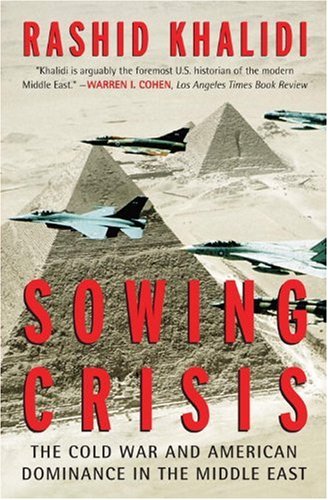 RASHID KHALIDI
"Khalidi is arguably the foremost U.S. historian of the modern
Middle East." —WARREN I. COHEN, Los Angeles Times Book Review
SOWING
CRISIS
THE COLD WAR AND AMERICAN
DOMINANCE IN THE MIDDLE EAST